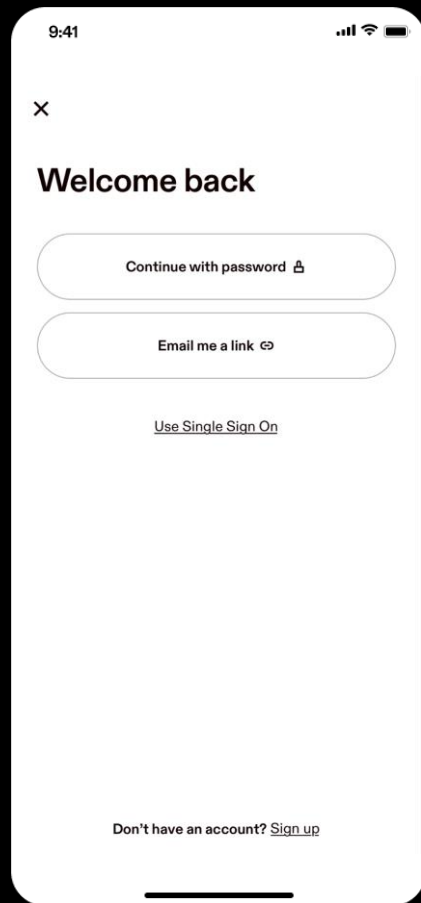 9:41
Welcome back
Continue with password
Email me a link
Use Single Sign On
Don’t have an account? Sign up